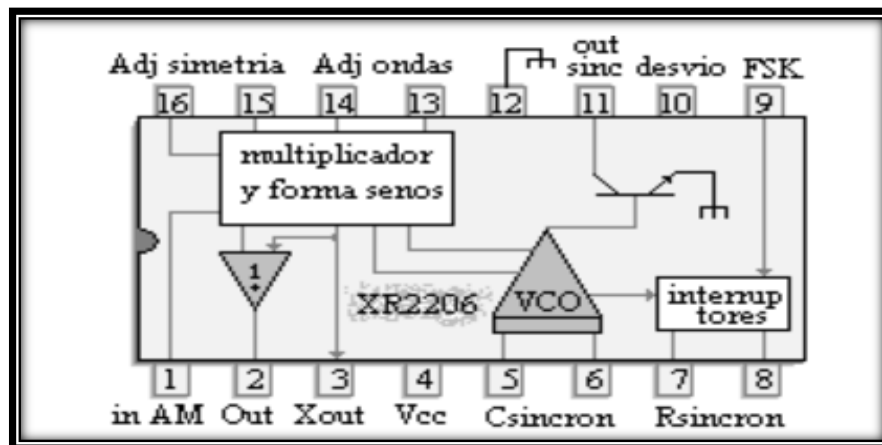 out
Adj simetria Adj ondas sinc desvio FSK
16 15 14 13 12 11 10 9
multiplicador
y forma senos
1
XR2206 VCO interrup
tores
1 2 3 4 5 6 7 8
in AM Out Xout Vcc Csincron Rsincron